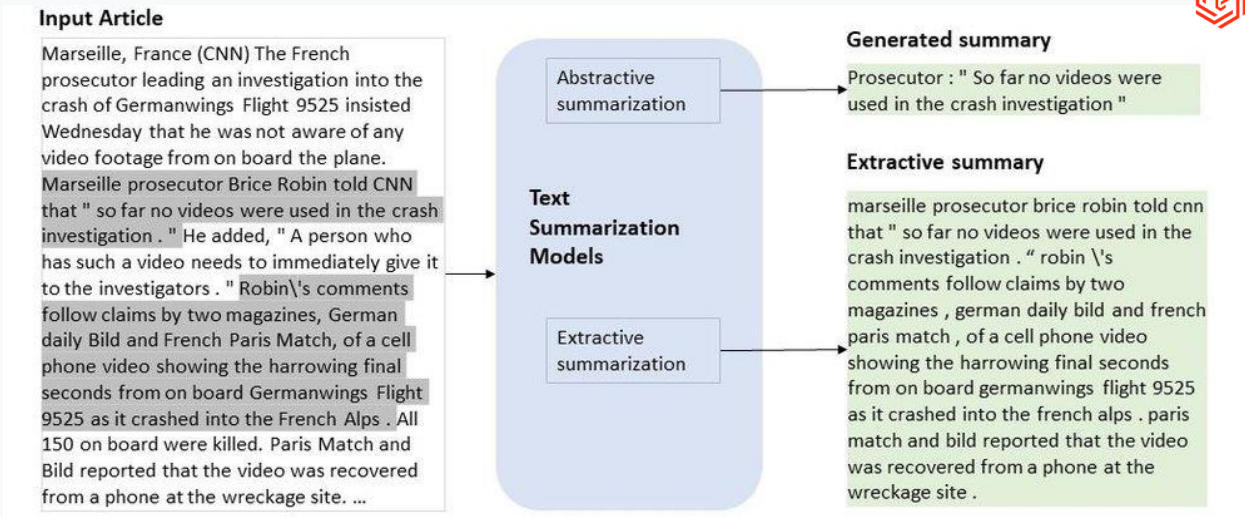 Input Article
Marseille, France (CNN) The French
prosecutor leading an investigation into the
crash of Germanwings Flight 9525 insisted
Wednesday that he was not aware of any
video footage from on board the plane.
Marseille prosecutor Brice Robin told CNN
that " so far no videos were used in the crash
investigation . " He added, " A person who
has such a video needs to immediately give it
to the investigators . " Robin\'s comments
follow claims by two magazines, German
daily Bild and French Paris Match, of a cell
phone video showing the harrowing final
seconds from on board Germanwings Flight
9525 as it crashed into the French Alps . All
150 on board were killed. Paris Match and
Bild reported that the video was recovered
from a phone at the wreckage site. ...
Abstractive
summarization
Text
Summarization
Models
Extractive
summarization
Generated summary
Prosecutor : " So far no videos were
used in the crash investigation "
Extractive summary
marseille prosecutor brice robin told cnn
that " so far no videos were used in the
crash investigation . “ robin \'s
comments follow claims by two
magazines , german daily bild and french
paris match , of a cell phone video
showing the harrowing final seconds
from on board germanwings flight 9525
as it crashed into the french alps . paris
match and bild reported that the video
was recovered from a phone at the
wreckage site .